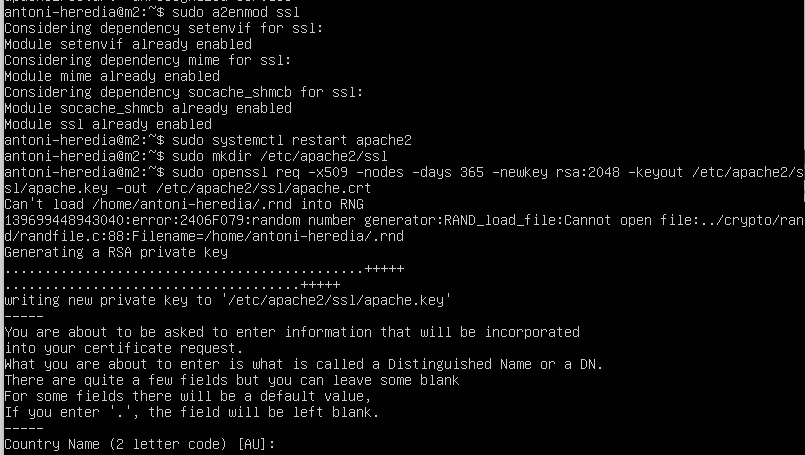 antoni-heredia@m2:~$ sudo a2enmod ssl
Considering dependency setenvif for ssl:
Module setenvif already enabled
Considering dependency mime for ssl:
Module mime already enabled
Considering dependency socache_shmcb for ssl:
Module socache_shmcb already enabled
Module ssl already enabled
antoni-heredia@m2:~$ sudo systemctl restart apache2
antoni-heredia@m2:~$ sudo mkdir /etc/apache2/ssl
antoni-heredia@m2:~$ sudo openssl req -x509 -nodes -days 365 -newkey rsa:2048 -keyout /etc/apache2/s
sl/apache.key -out /etc/apache2/ssl/apache.crt
Can't load /home/antoni-heredia/.rnd into RNG
139699448943040:error:2406F079:random number generator:RAND_load_file:Cannot open file:../crypto/ran
d/randfile.c:88:Filename=/home/antoni-heredia/.rnd
Generating a RSA private key
.............................................+++++
.....................................+++++
writing new private key to '/etc/apache2/ssl/apache.key'
-----
You are about to be asked to enter information that will be incorporated
into your certificate request.
What you are about to enter is what is called a Distinguished Name or a DN.
There are quite a few fields but you can leave some blank
For some fields there will be a default value,
If you enter '.', the field will be left blank.
-----
Country Name (2 letter code) [AU]: